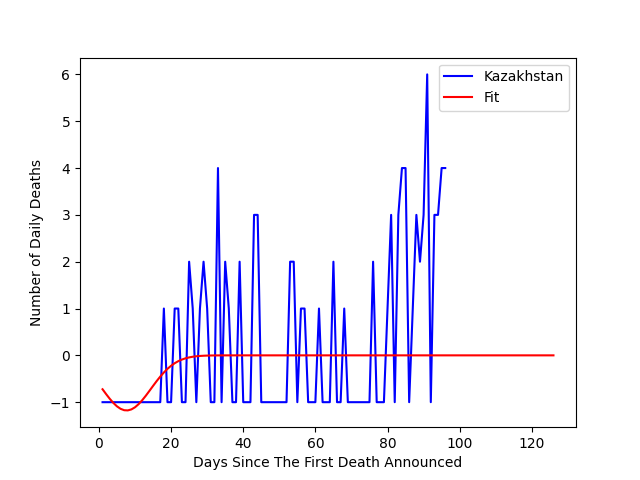 Kazakhstan
Fit
6
5
4
3
2
1
0
−1
0 20 40 60 80 100 120
Number of Daily Deaths
Days Since The First Death Announced